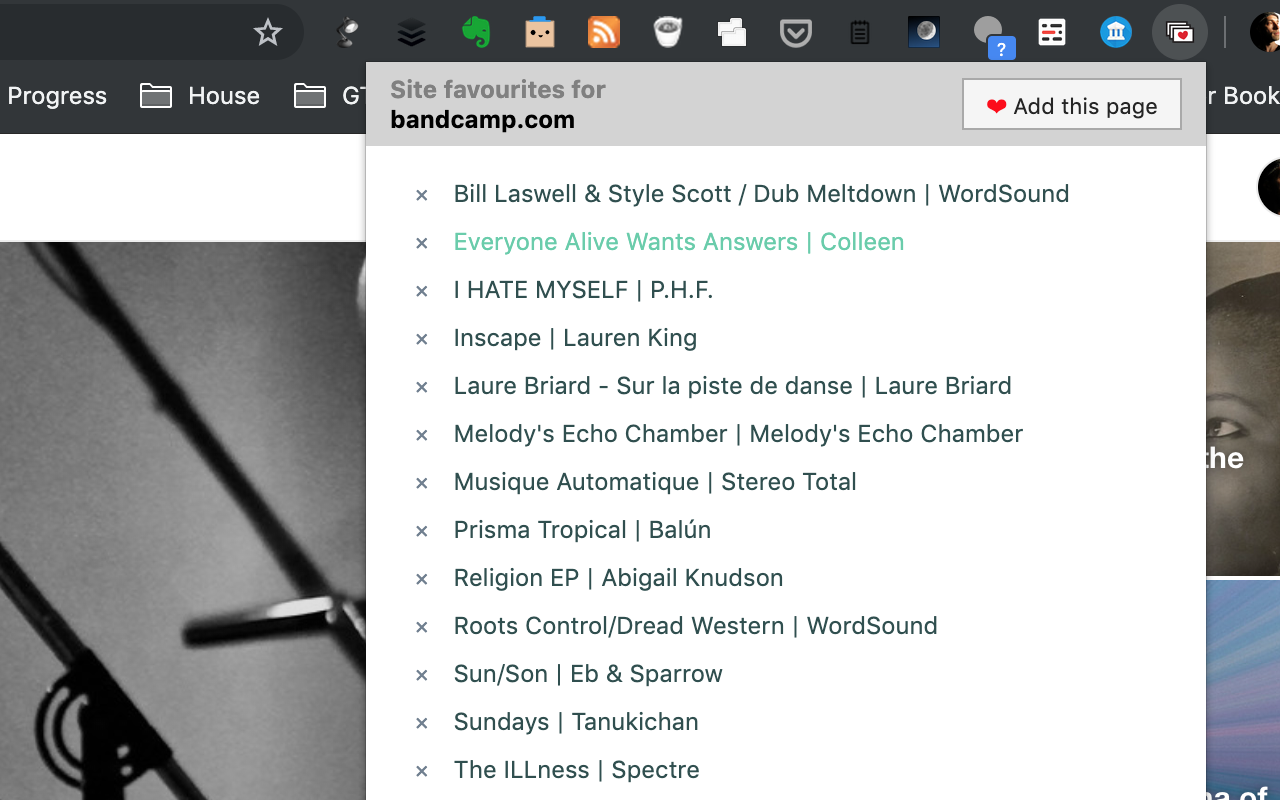 ?
Progress
House
Site favourites for
bandcamp.com
❤ Add this page
r Book
× Bill Laswell & Style Scott / Dub Meltdown | WordSound
× Everyone Alive Wants Answers | Colleen
× I HATE MYSELF | P.H.F.
× Inscape | Lauren King
× Laure Briard - Sur la piste de danse | Laure Briard
× Melody's Echo Chamber | Melody's Echo Chamber
the
× Musique Automatique | Stereo Total
× Prisma Tropical | Balún
× Religion EP | Abigail Knudson
× Roots Control/Dread Western | WordSound
× Sun/Son | Eb & Sparrow
× Sundays | Tanukichan
× The ILLness | Spectre